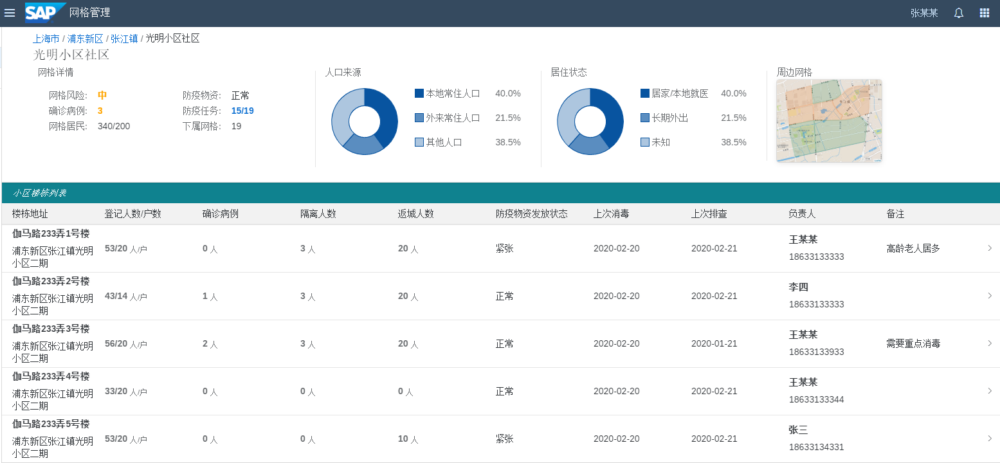 SAP 网格管理 张某某
上海市 / 浦东新区 / 张江镇 / 光明小区社区
光明小区社区
网格详情
网格风险: 中 防疫物资: 正常
确诊病例: 3 防疫任务: 15/19
网格居民: 340/200 下属网格: 19
人口来源
本地常住人口 40.0%
外来常住人口 21.5%
其他人口 38.5%
居住状态
居家/本地就医 40.0%
长期外出 21.5%
未知 38.5%
周边网格
小区楼栋列表
楼栋地址 登记人数/户数 确诊病例 隔离人数 返城人数 防疫物资发放状态 上次消毒 上次排查 负责人 备注
伽马路233弄1号楼
浦东新区张江镇光明
小区二期
53/20 人/户 0 人 3 人 20 人 紧张 2020-02-20 2020-02-21
王某某
18633133333
高龄老人居多
伽马路233弄2号楼
浦东新区张江镇光明
小区二期
43/14 人/户 1 人 3 人 20 人 正常 2020-02-20 2020-02-21
李四
18633133333
伽马路233弄3号楼
浦东新区张江镇光明
小区二期
56/20 人/户 2 人 3 人 20 人 正常 2020-02-20 2020-01-21
王某某
18633133933
需要重点消毒
伽马路233弄4号楼
浦东新区张江镇光明
小区二期
33/20 人/户 0 人 0 人 0 人 正常 2020-02-20 2020-02-21
王某某
18633133344
伽马路233弄5号楼
浦东新区张江镇光明
小区二期
53/20 人/户 0 人 0 人 10 人 紧张 2020-02-20 2020-02-21
张三
18633134331